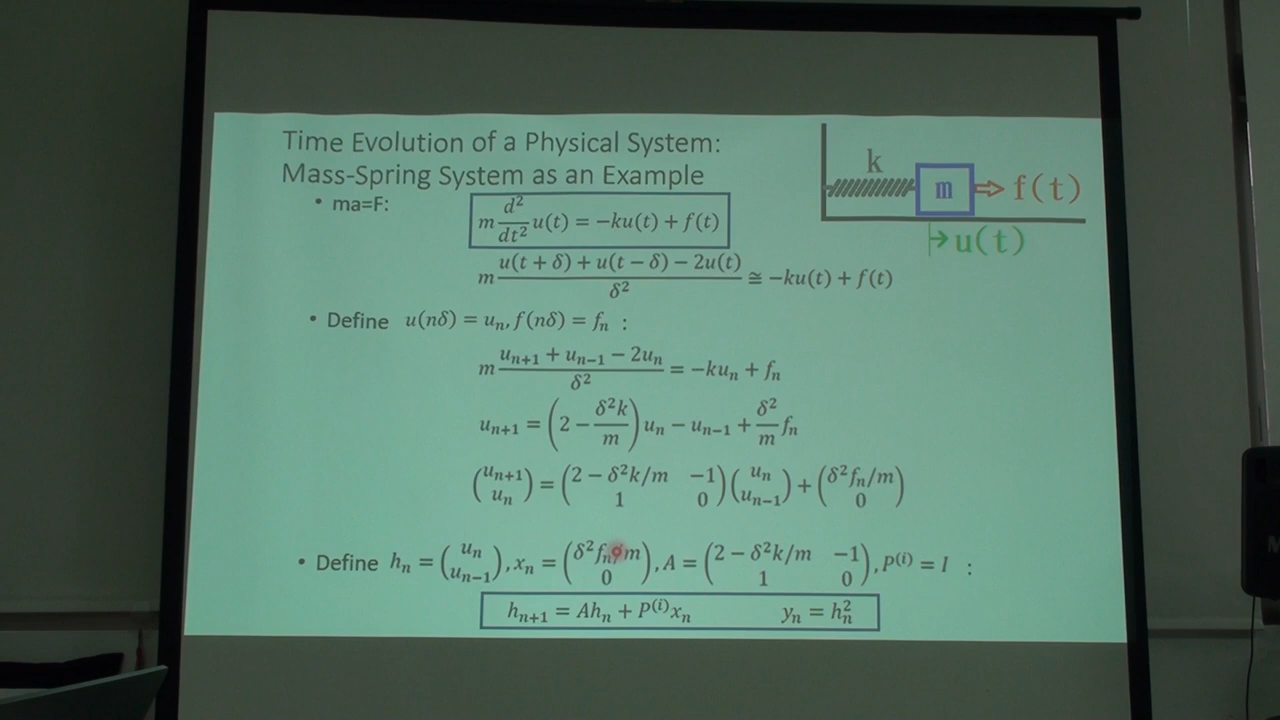 Time Evolution of a Physical System:
Mass-Spring System as an Example
• ma=F:
m d²/dt² u(t) = −ku(t) + f(t)
m (u(t + δ) + u(t − δ) − 2u(t))/δ² ≅ −ku(t) + f(t)
• Define u(nδ) = uₙ, f(nδ) = fₙ :
m (uₙ₊₁ + uₙ₋₁ − 2uₙ)/δ² = −kuₙ + fₙ
uₙ₊₁ = (2 − δ²k/m) uₙ − uₙ₋₁ + δ²/m fₙ
(uₙ₊₁ ; uₙ) = (2 − δ²k/m −1 ; 1 0)(uₙ ; uₙ₋₁) + (δ²fₙ/m ; 0)
• Define hₙ = (uₙ ; uₙ₋₁), xₙ = (δ²fₙ/m ; 0), A = (2 − δ²k/m −1 ; 1 0), P⁽ⁱ⁾ = I :
hₙ₊₁ = Ahₙ + P⁽ⁱ⁾xₙ yₙ = hₙ²
k
m
f(t)
u(t)